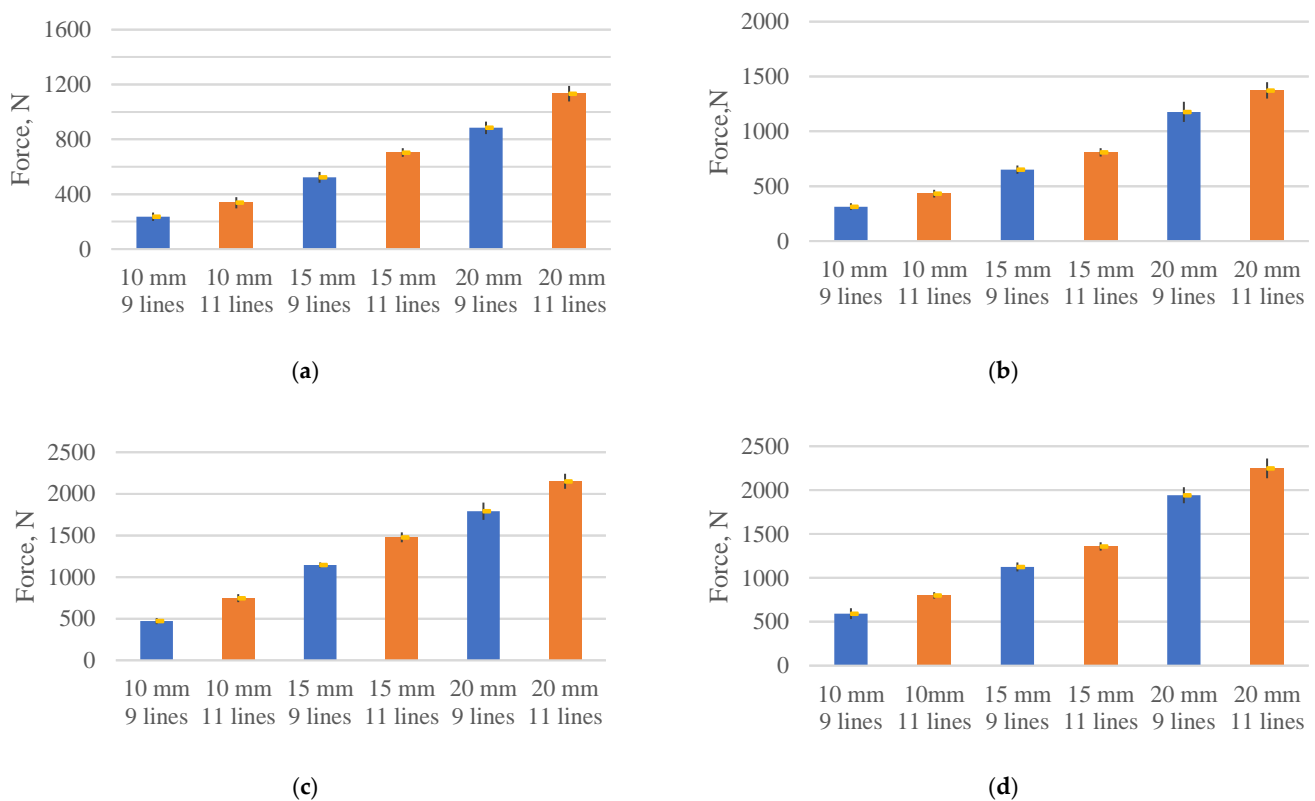 Force, N
1600
1200
800
400
0
10 mm 10 mm 15 mm 15 mm 20 mm 20 mm
9 lines 11 lines 9 lines 11 lines 9 lines 11 lines
(a)
Force,N
2000
1500
1000
500
0
10 mm 10 mm 15 mm 15 mm 20 mm 20 mm
9 lines 11 lines 9 lines 11 lines 9 lines 11 lines
(b)
Force, N
2500
2000
1500
1000
500
0
10 mm 10 mm 15 mm 15 mm 20 mm 20 mm
9 lines 11 lines 9 lines 11 lines 9 lines 11 lines
(c)
Force, N
2500
2000
1500
1000
500
0
10 mm 10mm 15 mm 15 mm 20 mm 20 mm
9 lines 11 lines 9 lines 11 lines 9 lines 11 lines
(d)